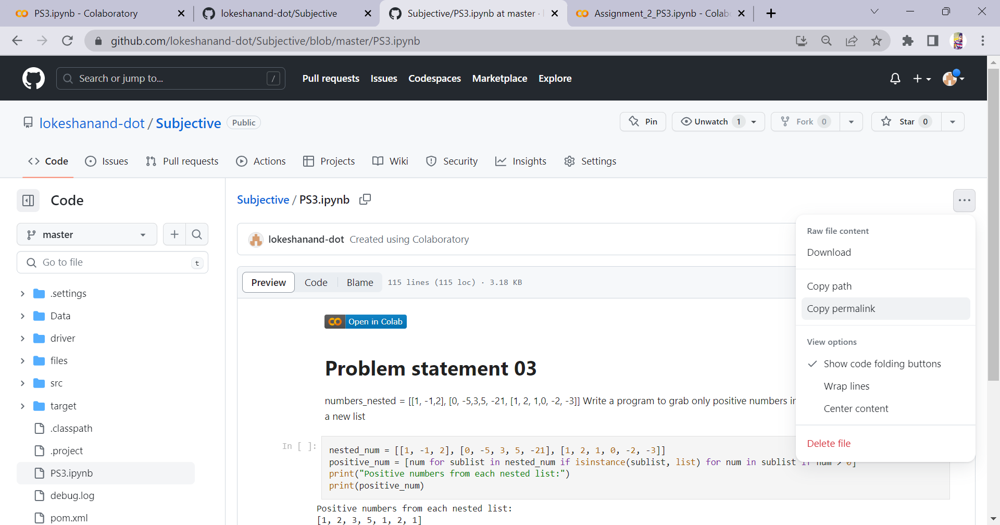 PS3.ipynb - Colaboratory
lokeshanand-dot/Subjective
Subjective/PS3.ipynb at master ·
Assignment_2_PS3.ipynb - Colab
github.com/lokeshanand-dot/Subjective/blob/master/PS3.ipynb
Search or jump to... /
Pull requests Issues Codespaces Marketplace Explore
lokeshanand-dot / Subjective Public
Pin
Unwatch 1
Fork 0
Star 0
Code Issues Pull requests Actions Projects Wiki Security Insights Settings
Code
master
Go to file t
.settings
Data
driver
files
src
target
.classpath
.project
PS3.ipynb
debug.log
pom.xml
Subjective / PS3.ipynb
lokeshanand-dot Created using Colaboratory
Preview Code Blame 115 lines (115 loc) · 3.18 KB
CO Open in Colab
Problem statement 03
numbers_nested = [[1, -1,2], [0, -5,3,5, -21, [1, 2, 1,0, -2, -3]] Write a program to grab only positive numbers
a new list
In [ ]:
nested_num = [[1, -1, 2], [0, -5, 3, 5, -21], [1, 2, 1, 0, -2, -3]]
positive_num = [num for sublist in nested_num if isinstance(sublist, list) for num in sublist if num > 0]
print("Positive numbers from each nested list:")
print(positive_num)
Positive numbers from each nested list:
[1, 2, 3, 5, 1, 2, 1]
Raw file content
Download
Copy path
Copy permalink
View options
Show code folding buttons
Wrap lines
Center content
Delete file